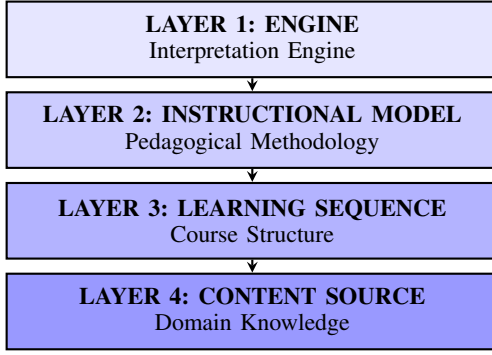 LAYER 1: ENGINE
Interpretation Engine
LAYER 2: INSTRUCTIONAL MODEL
Pedagogical Methodology
LAYER 3: LEARNING SEQUENCE
Course Structure
LAYER 4: CONTENT SOURCE
Domain Knowledge